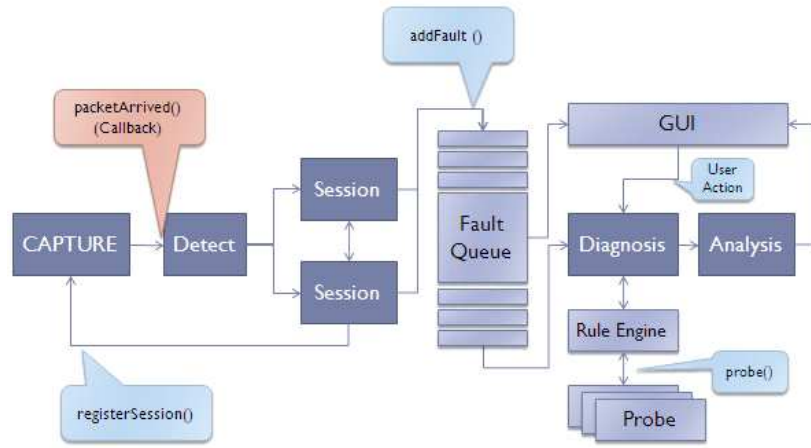 addFault ()
packetArrived()
(Callback)
GUI
User
Action
Session
CAPTURE
Detect
Fault
Queue
Diagnosis
Analysis
Session
Rule Engine
probe()
registerSession()
Probe